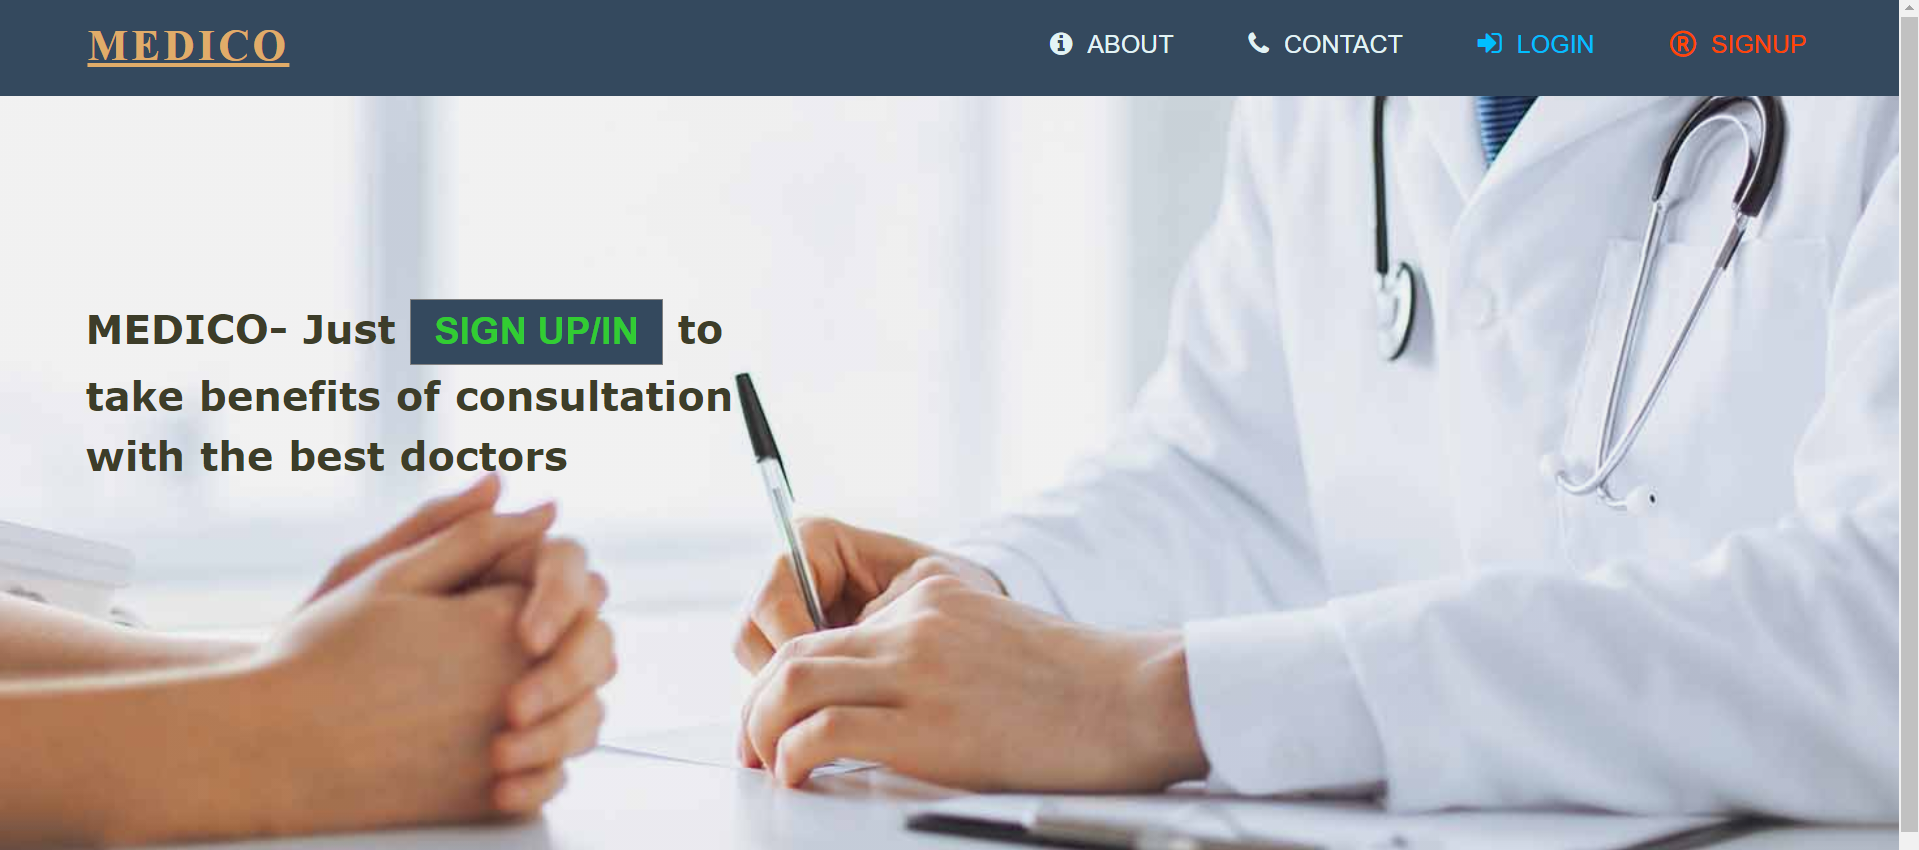 MEDICO
ABOUT
CONTACT
LOGIN
® SIGNUP
MEDICO- Just SIGN UP/IN to
take benefits of consultation
with the best doctors